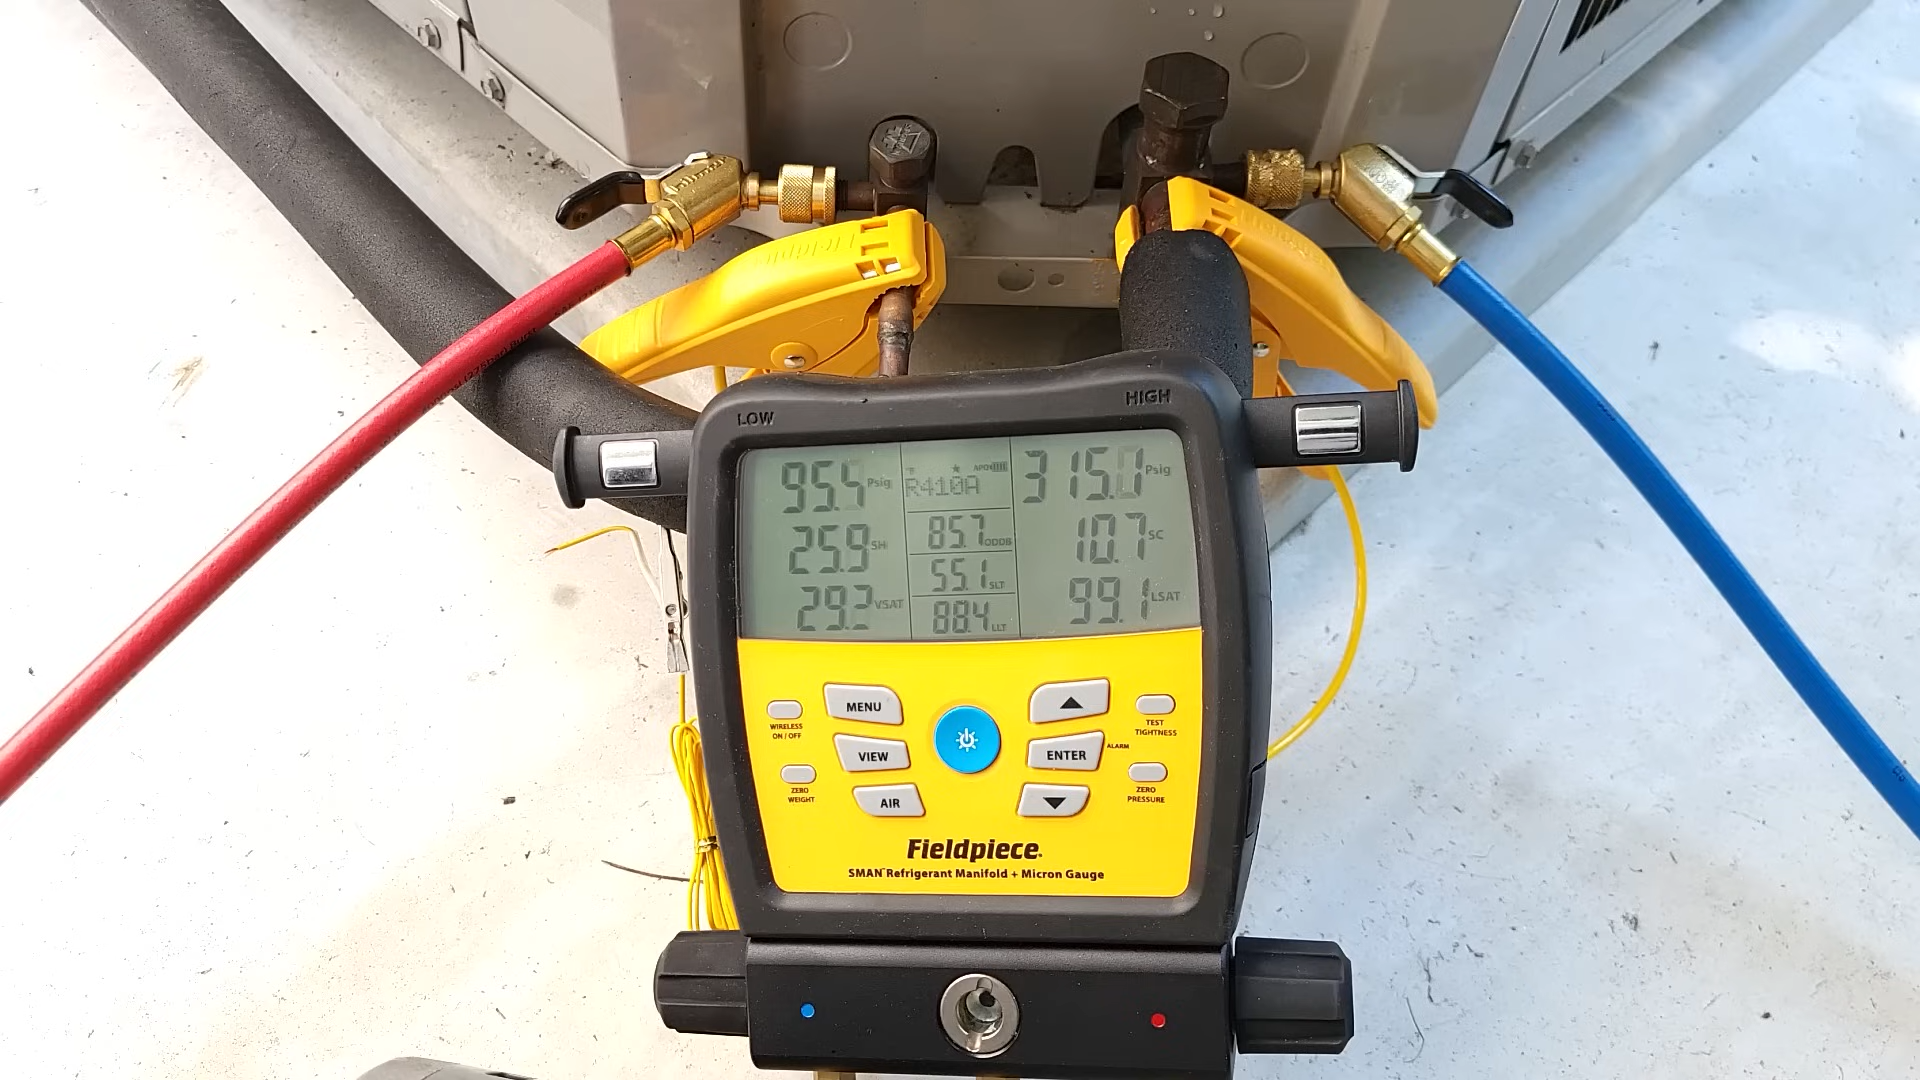 LOW
HIGH
95.4 Psig
R410A
315.0 Psig
25.9 SH
85.7 ODDB
10.7 SC
55.1 SLT
29.2 VSAT
88.4 LLT
99.1 LSAT
WIRELESS
ON / OFF
MENU
TEST
TIGHTNESS
VIEW
ENTER
ALARM
ZERO
WEIGHT
AIR
ZERO
PRESSURE
Fieldpiece
SMAN™ Refrigerant Manifold + Micron Gauge